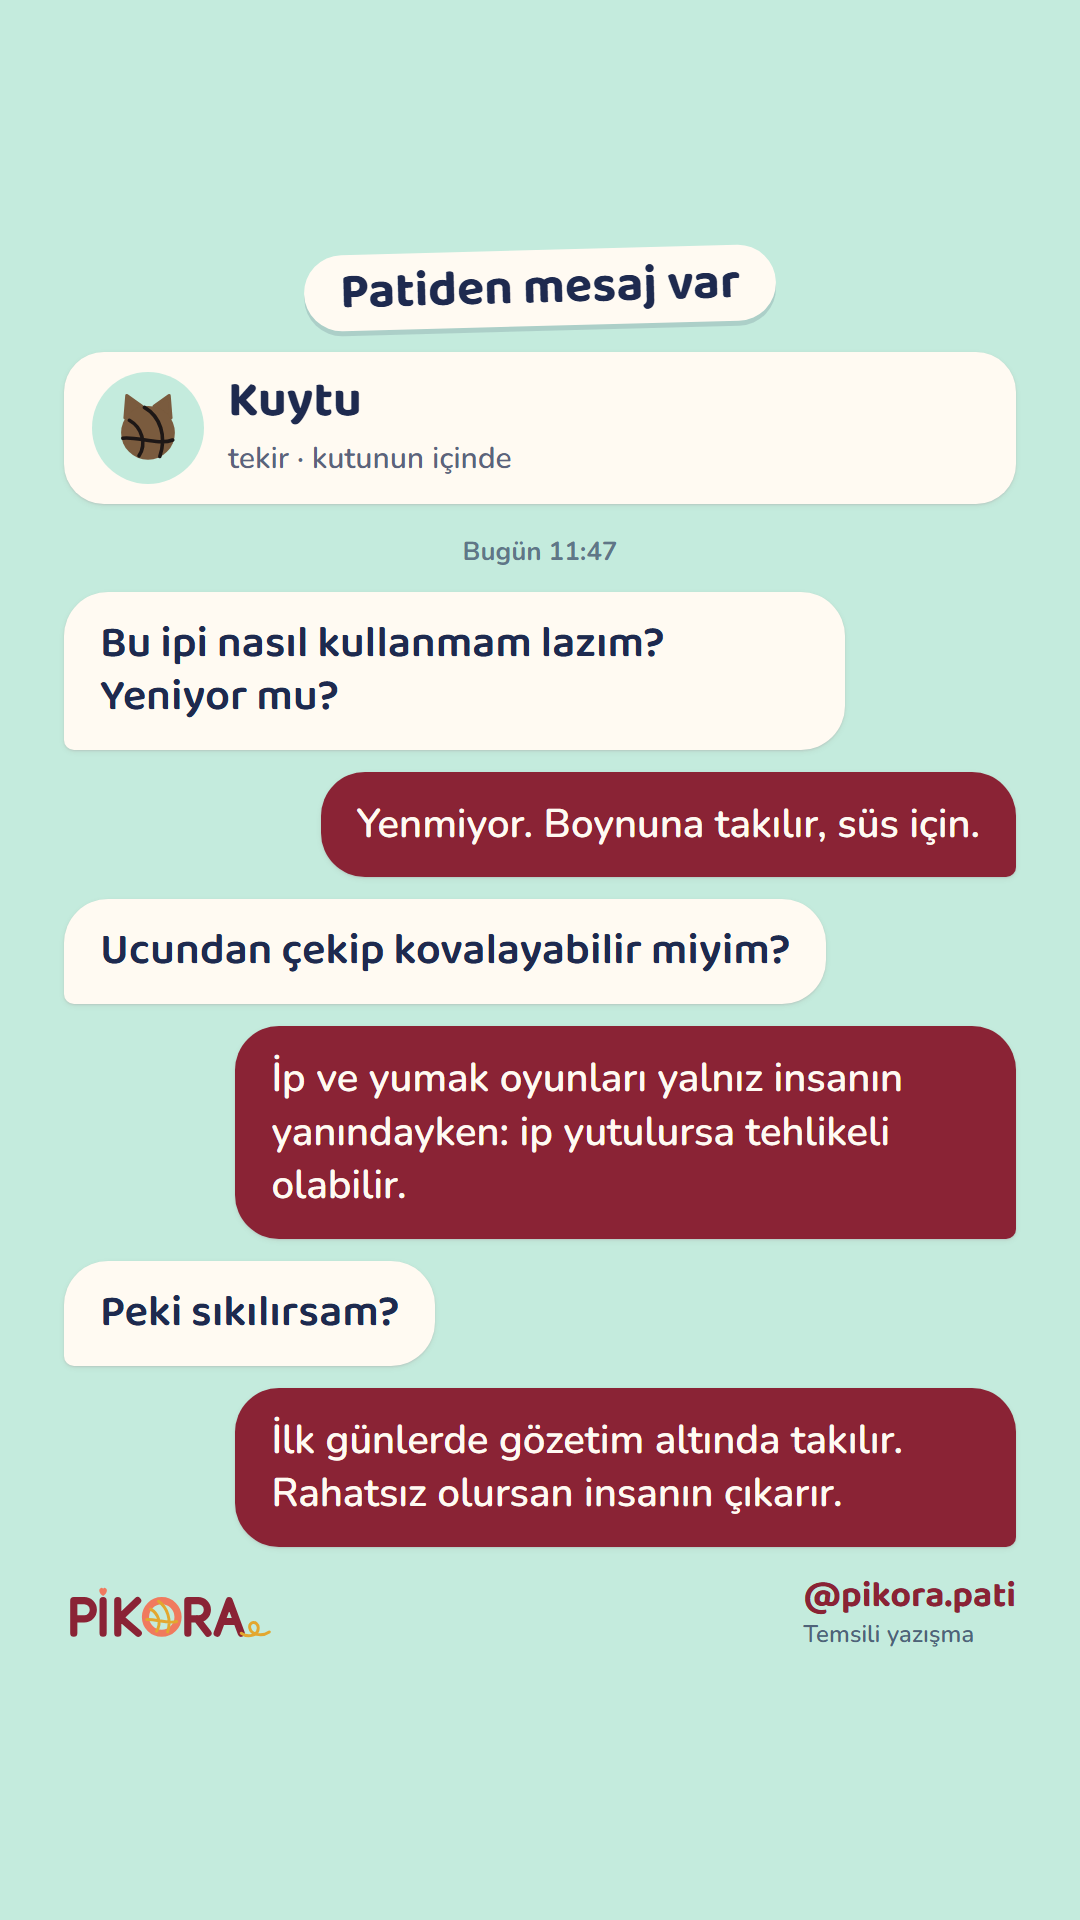 Patiden mesaj var
Kuytu
tekir · kutunun içinde
Bugün 11:47
Bu ipi nasıl kullanmam lazım?
Yeniyor mu?
Yenmiyor. Boynuna takılır, süs için.
Ucundan çekip kovalayabilir miyim?
İp ve yumak oyunları yalnız insanın
yanındayken: ip yutulursa tehlikeli
olabilir.
Peki sıkılırsam?
İlk günlerde gözetim altında takılır.
Rahatsız olursan insanın çıkarır.
PİKORA
@pikora.pati
Temsili yazışma